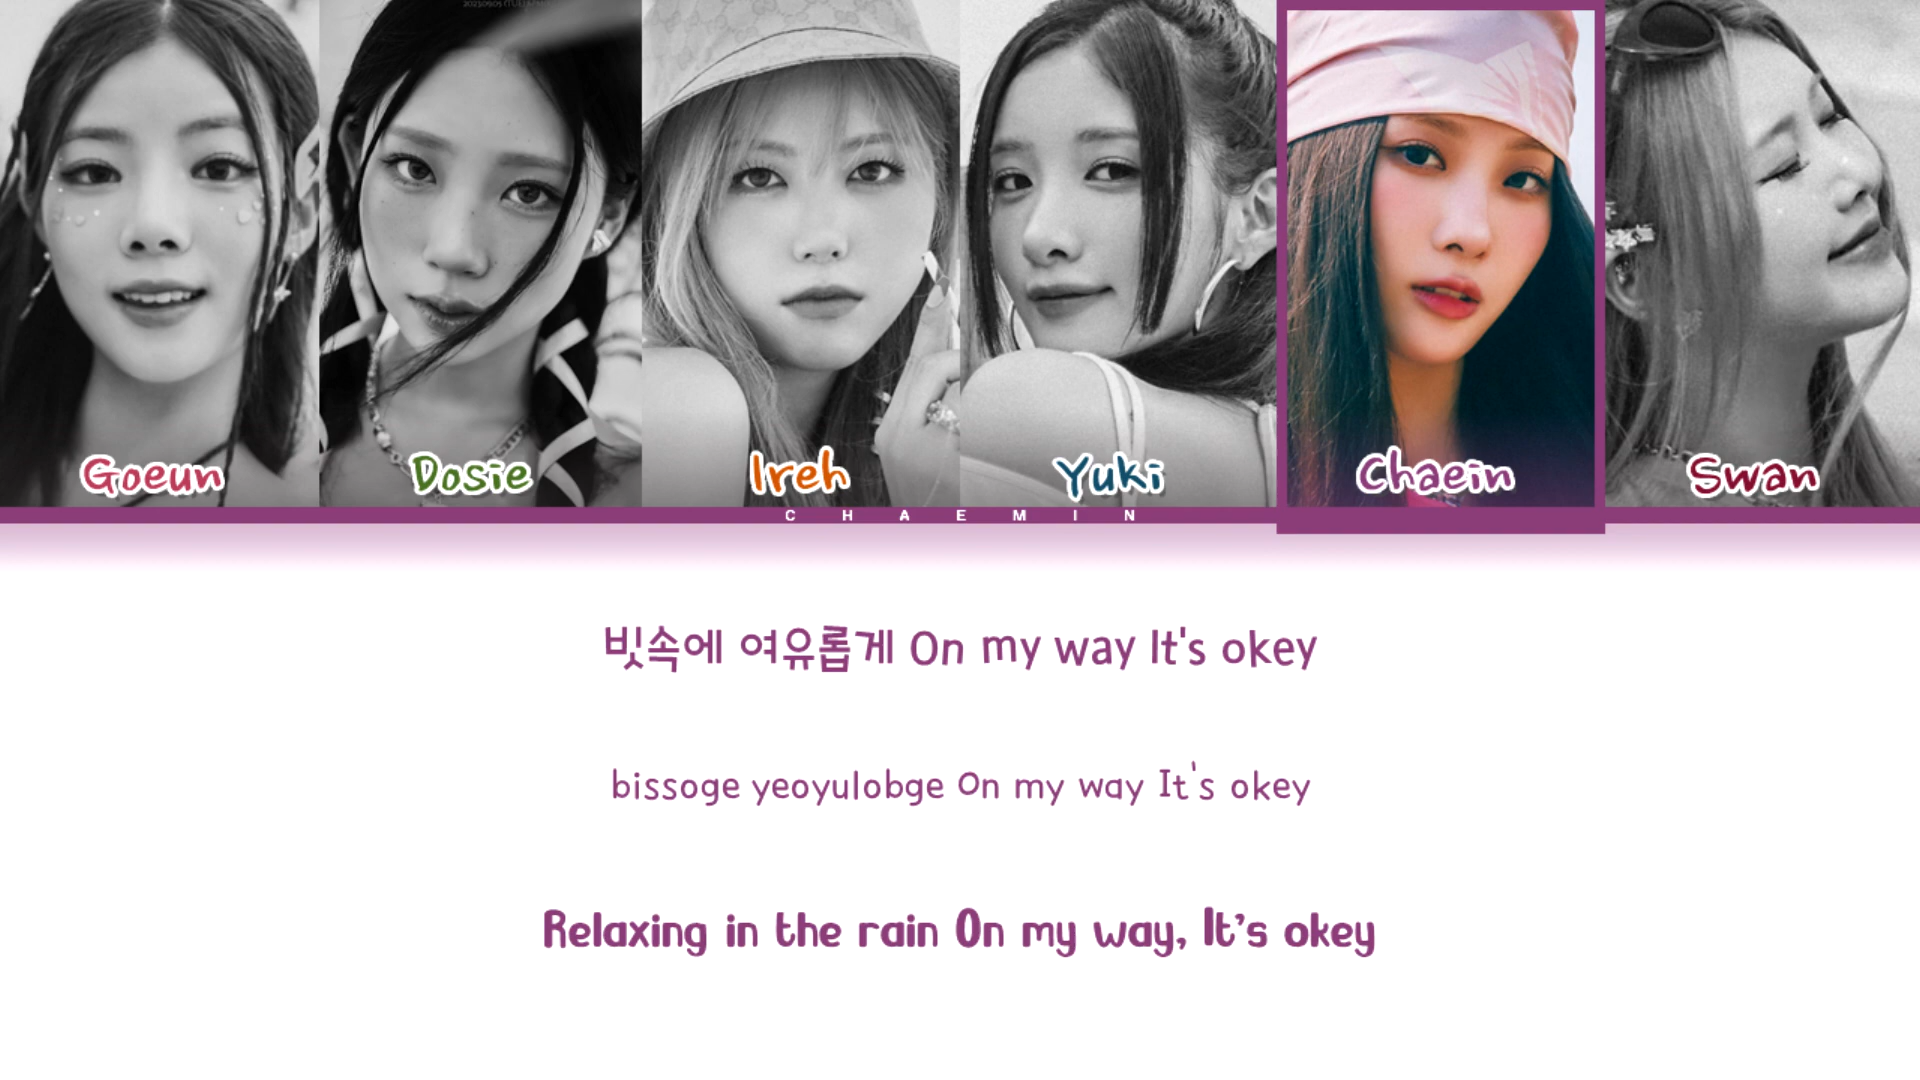 Goeun
Dosie
Ireh
Yuki
Chaein
Swan
CHAEMIN
빗속에 여유롭게 On my way It's okey
bissoge yeoyulobge On my way It's okey
Relaxing in the rain On my way, It's okey